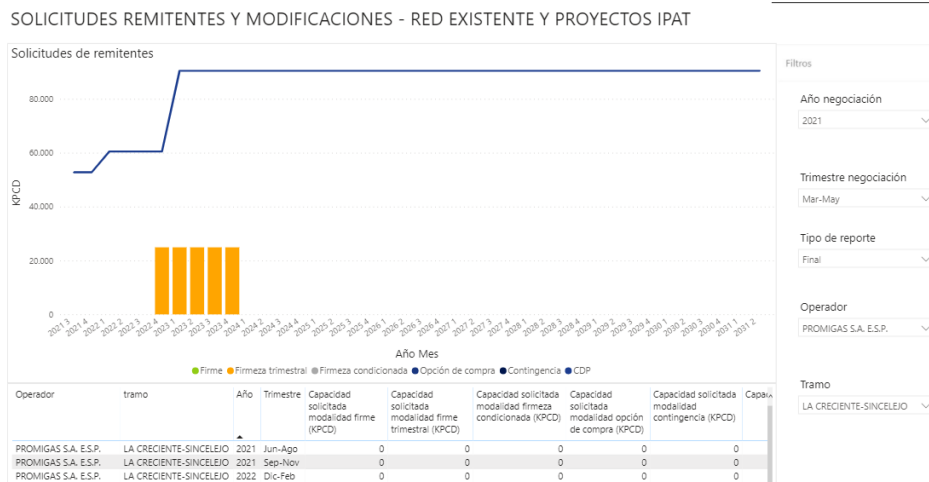 SOLICITUDES REMITENTES Y MODIFICACIONES - RED EXISTENTE Y PROYECTOS IPAT
Solicitudes de remitentes
KPCD
80.000
60.000
40.000
20.000
0
2021 3 2021 4 2022 1 2022 2 2022 3 2022 4 2023 1 2023 2 2023 3 2023 4 2024 1 2024 2 2024 3 2024 4 2025 1 2025 2 2025 3 2025 4 2026 1 2026 2 2026 3 2026 4 2027 1 2027 2 2027 3 2027 4 2028 1 2028 2 2028 3 2028 4 2029 1 2029 2 2029 3 2029 4 2030 1 2030 2 2030 3 2030 4 2031 1 2031 2
Año Mes
Firme Firmeza trimestral Firmeza condicionada Opción de compra Contingencia CDP
Filtros
Año negociación
2021
Trimestre negociación
Mar-May
Tipo de reporte
Final
Operador
PROMIGAS S.A. E.S.P.
Tramo
LA CRECIENTE-SINCELEJO
Operador tramo Año Trimestre Capacidad Capacidad Capacidad solicitada Capacidad Capacidad solicitada Capac
solicitada solicitada modalidad firmeza solicitada modalidad
modalidad firme modalidad firme condicionada (KPCD) modalidad opción contingencia (KPCD)
(KPCD) trimestral (KPCD) de compra (KPCD)
PROMIGAS S.A. E.S.P. LA CRECIENTE-SINCELEJO 2021 Jun-Ago 0 0 0 0 0
PROMIGAS S.A. E.S.P. LA CRECIENTE-SINCELEJO 2021 Sep-Nov 0 0 0 0 0
PROMIGAS S.A. E.S.P. LA CRECIENTE-SINCELEJO 2022 Dic-Feb 0 0 0 0 0